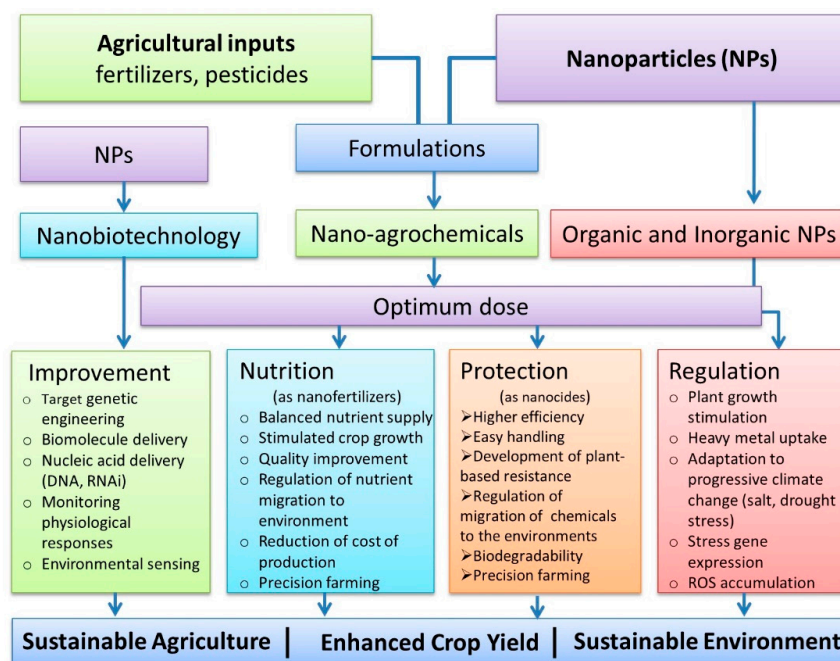 Agricultural inputs
fertilizers, pesticides
Nanoparticles (NPs)
NPs
Formulations
Nanobiotechnology
Nano-agrochemicals
Organic and Inorganic NPs
Optimum dose
Improvement
○ Target genetic
engineering
○ Biomolecule delivery
○ Nucleic acid delivery
(DNA, RNAi)
○ Monitoring
physiological
responses
○ Environmental sensing
Nutrition
(as nanofertilizers)
○ Balanced nutrient supply
○ Stimulated crop growth
○ Quality improvement
○ Regulation of nutrient
migration to
environment
○ Reduction of cost of
production
○ Precision farming
Protection
(as nanocides)
➢Higher efficiency
➢Easy handling
➢Development of plant-
based resistance
➢Regulation of
migration of chemicals
to the environments
➢Biodegradability
➢Precision farming
Regulation
○ Plant growth
stimulation
○ Heavy metal uptake
○ Adaptation to
progressive climate
change (salt, drought
stress)
○ Stress gene
expression
○ ROS accumulation
Sustainable Agriculture | Enhanced Crop Yield | Sustainable Environment